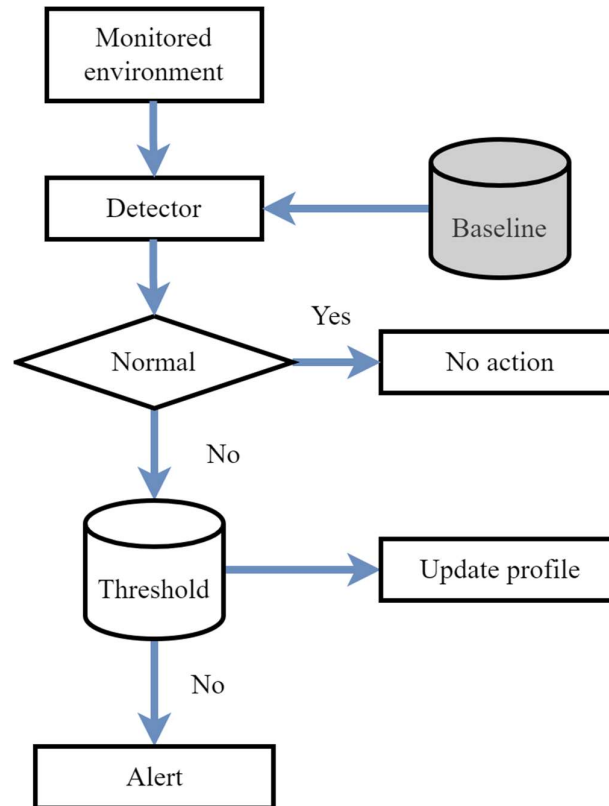 Monitored
environment
Detector
Baseline
Yes
Normal
No action
No
Threshold
Update profile
No
Alert